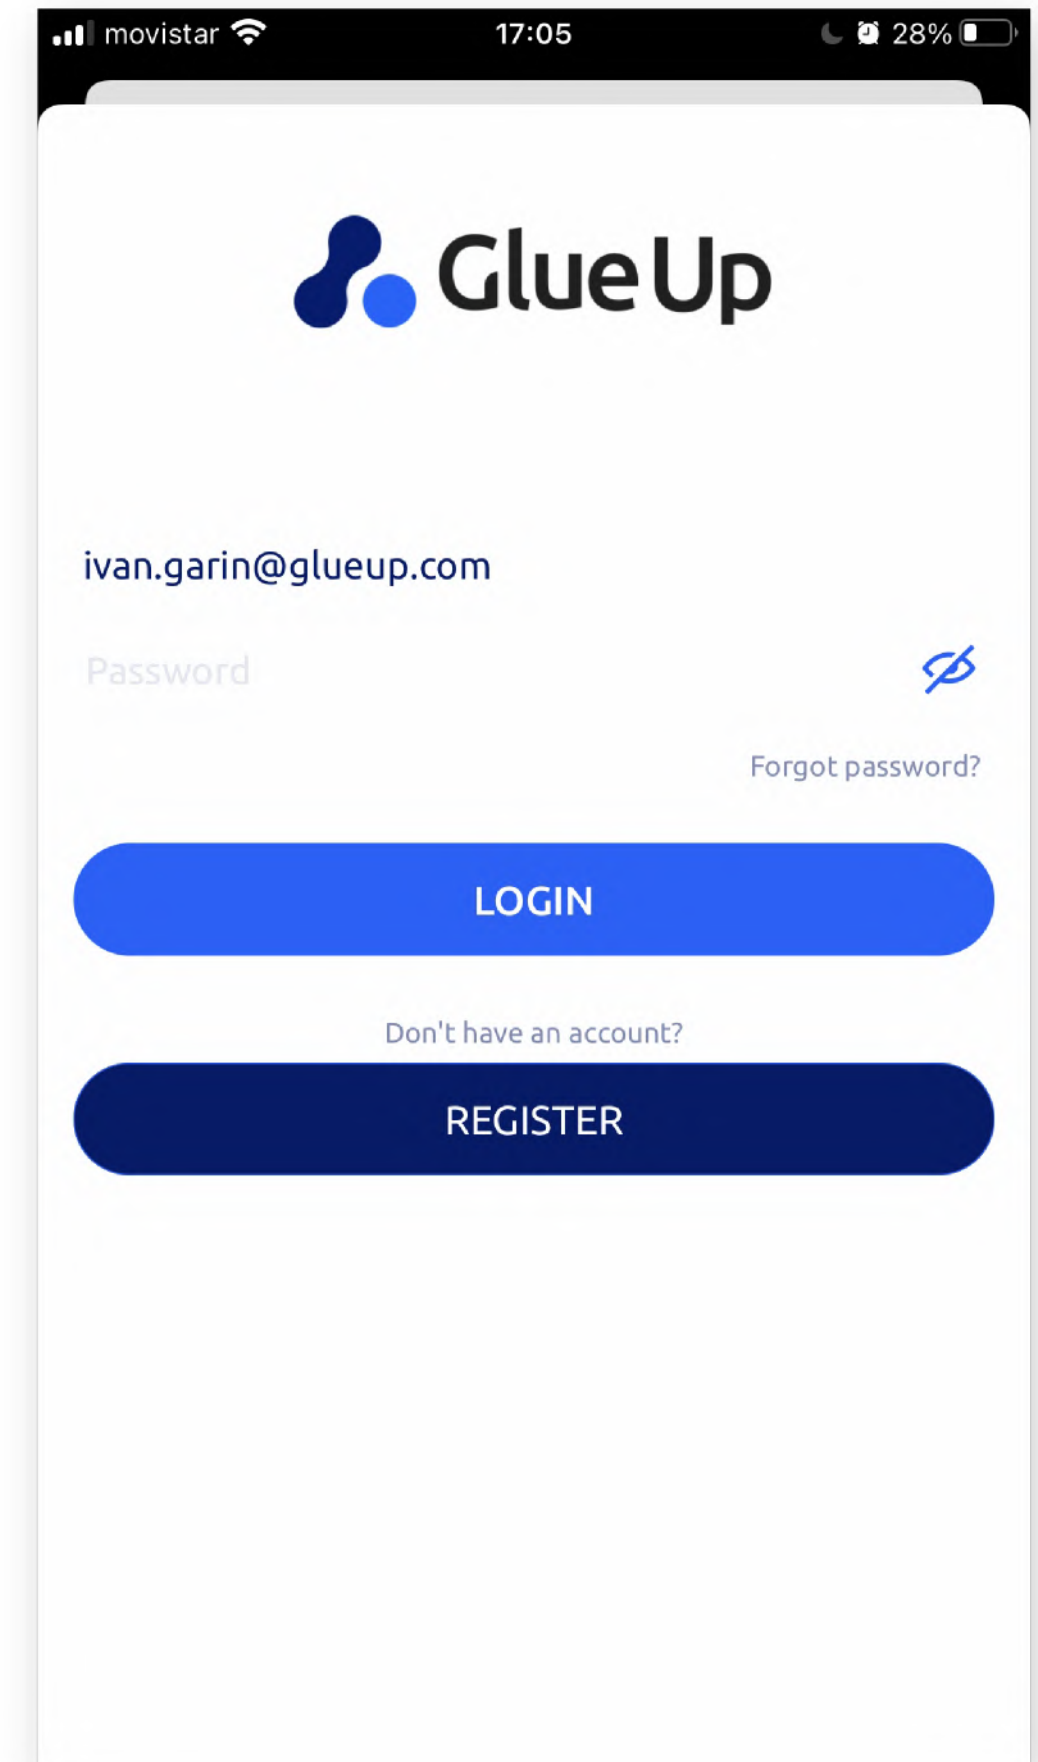 movistar 17:05 28%
Glue Up
ivan.garin@glueup.com
Password
Forgot password?
LOGIN
Don't have an account?
REGISTER